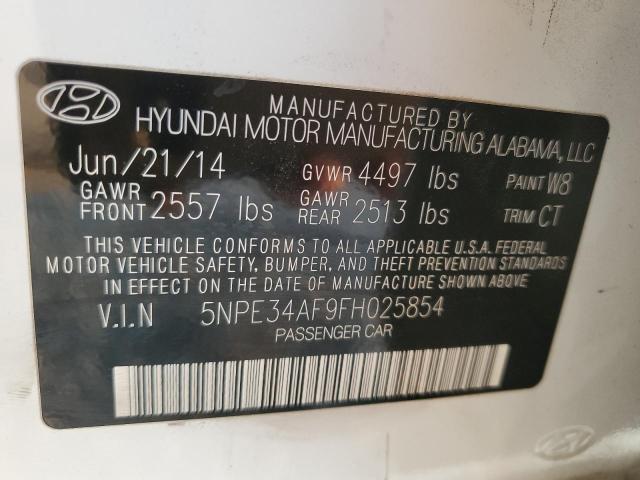 MANUFACTURED BY
HYUNDAI MOTOR MANUFACTURING ALABAMA, LLC
Jun/21/14 GVWR 4497 lbs PAINT W8
GAWR FRONT 2557 lbs GAWR REAR 2513 lbs TRIM CT
THIS VEHICLE CONFORMS TO ALL APPLICABLE U.S.A. FEDERAL
MOTOR VEHICLE SAFETY, BUMPER, AND THEFT PREVENTION STANDARDS
IN EFFECT ON THE DATE OF MANUFACTURE SHOWN ABOVE.
V.I.N 5NPE34AF9FH025854
PASSENGER CAR